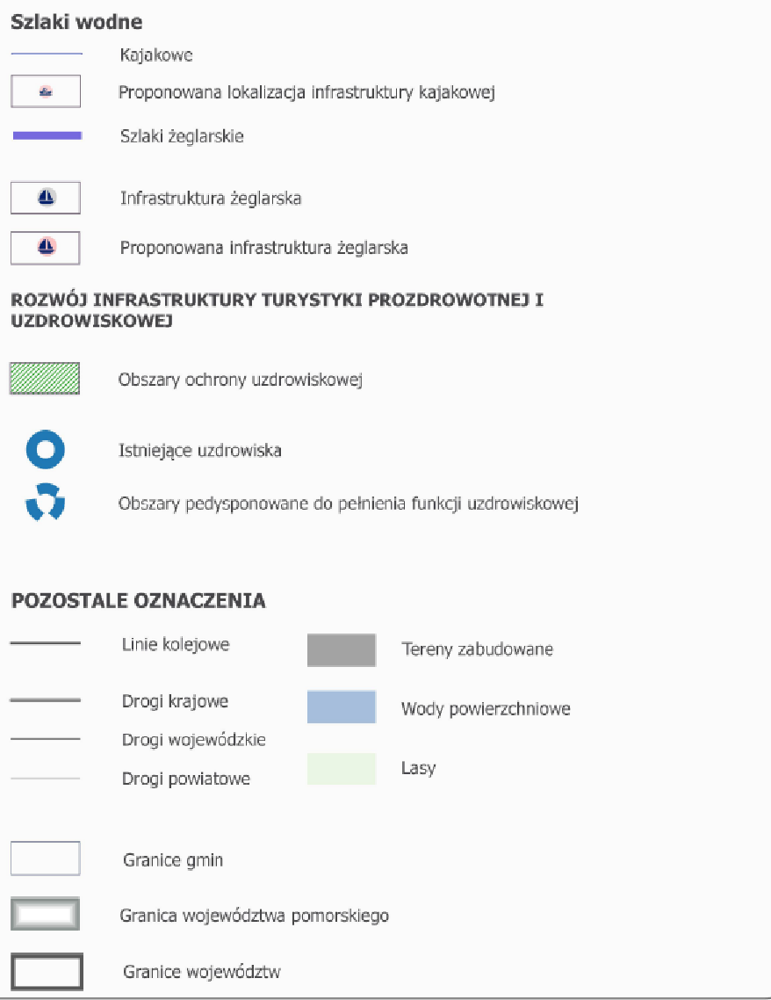 Szlaki wodne
Kajakowe
Proponowana lokalizacja infrastruktury kajakowej
Szlaki żeglarskie
Infrastruktura żeglarska
Proponowana infrastruktura żeglarska
ROZWÓJ INFRASTRUKTURY TURYSTYKI PROZDROWOTNEJ I
UZDROWISKOWEJ
Obszary ochrony uzdrowiskowej
Istniejące uzdrowiska
Obszary pedysponowane do pełnienia funkcji uzdrowiskowej
POZOSTALE OZNACZENIA
Linie kolejowe
Drogi krajowe
Drogi wojewódzkie
Drogi powiatowe
Tereny zabudowane
Wody powierzchniowe
Lasy
Granice gmin
Granica województwa pomorskiego
Granice województw